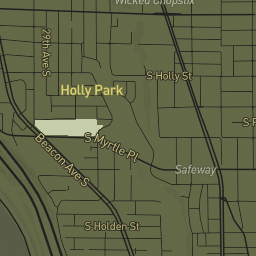 Wicked Chopstix
29th Ave S
S Holly St
Holly Park
S Myrtle Pl
Beacon Ave S
Safeway
S Holden St